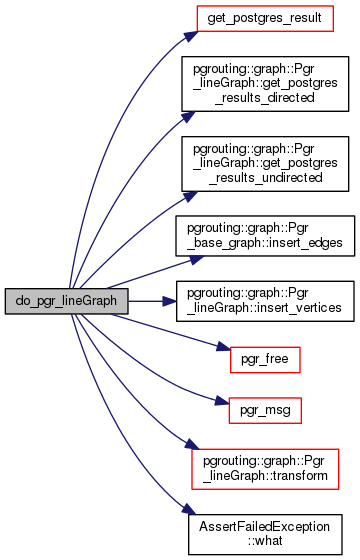 get_postgres_result
pgrouting::graph::Pgr
_lineGraph::get_postgres
_results_directed
pgrouting::graph::Pgr
_lineGraph::get_postgres
_results_undirected
pgrouting::graph::Pgr
_base_graph::insert_edges
do_pgr_lineGraph
pgrouting::graph::Pgr
_lineGraph::insert_vertices
pgr_free
pgr_msg
pgrouting::graph::Pgr
_lineGraph::transform
AssertFailedException
::what